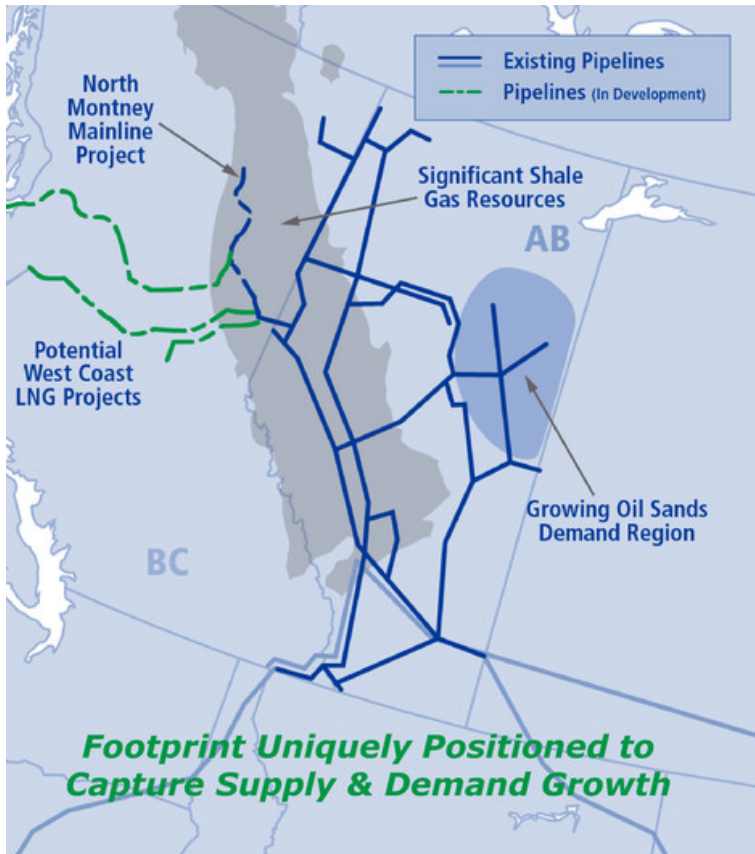 Existing Pipelines
Pipelines (In Development)
North
Montney
Mainline
Project
Significant Shale
Gas Resources
AB
Potential
West Coast
LNG Projects
Growing Oil Sands
Demand Region
BC
Footprint Uniquely Positioned to
Capture Supply & Demand Growth